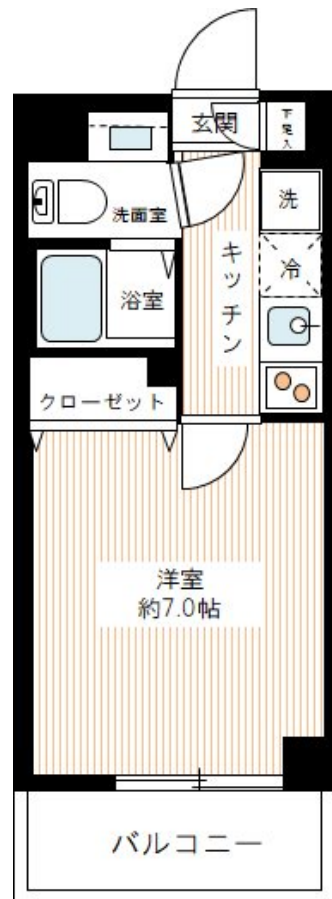 玄関
下足入
洗面室
洗
キッチン
冷
浴室
クローゼット
洋室
約7.0帖
バルコニー